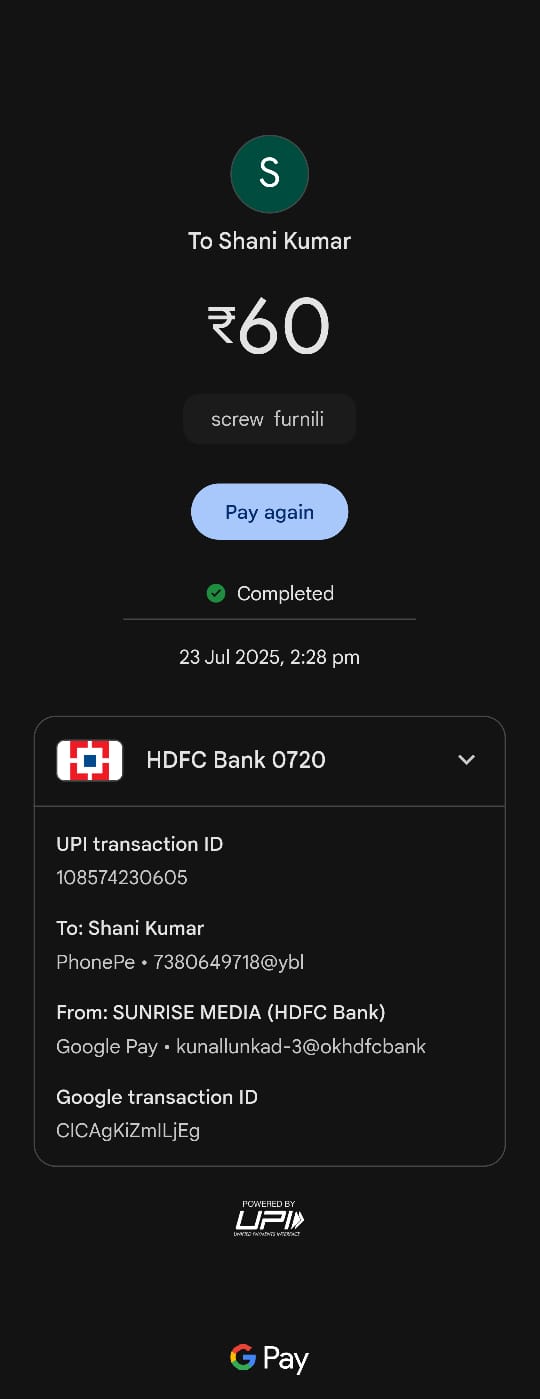 S
To Shani Kumar
₹60
screw furnili
Pay again
Completed
23 Jul 2025, 2:28 pm
HDFC Bank 0720
UPI transaction ID
108574230605
To: Shani Kumar
PhonePe • 7380649718@ybl
From: SUNRISE MEDIA (HDFC Bank)
Google Pay • kunallunkad-3@okhdfcbank
Google transaction ID
CICAgKiZmILjEg
POWERED BY
UPI
UNIFIED PAYMENTS INTERFACE
G Pay